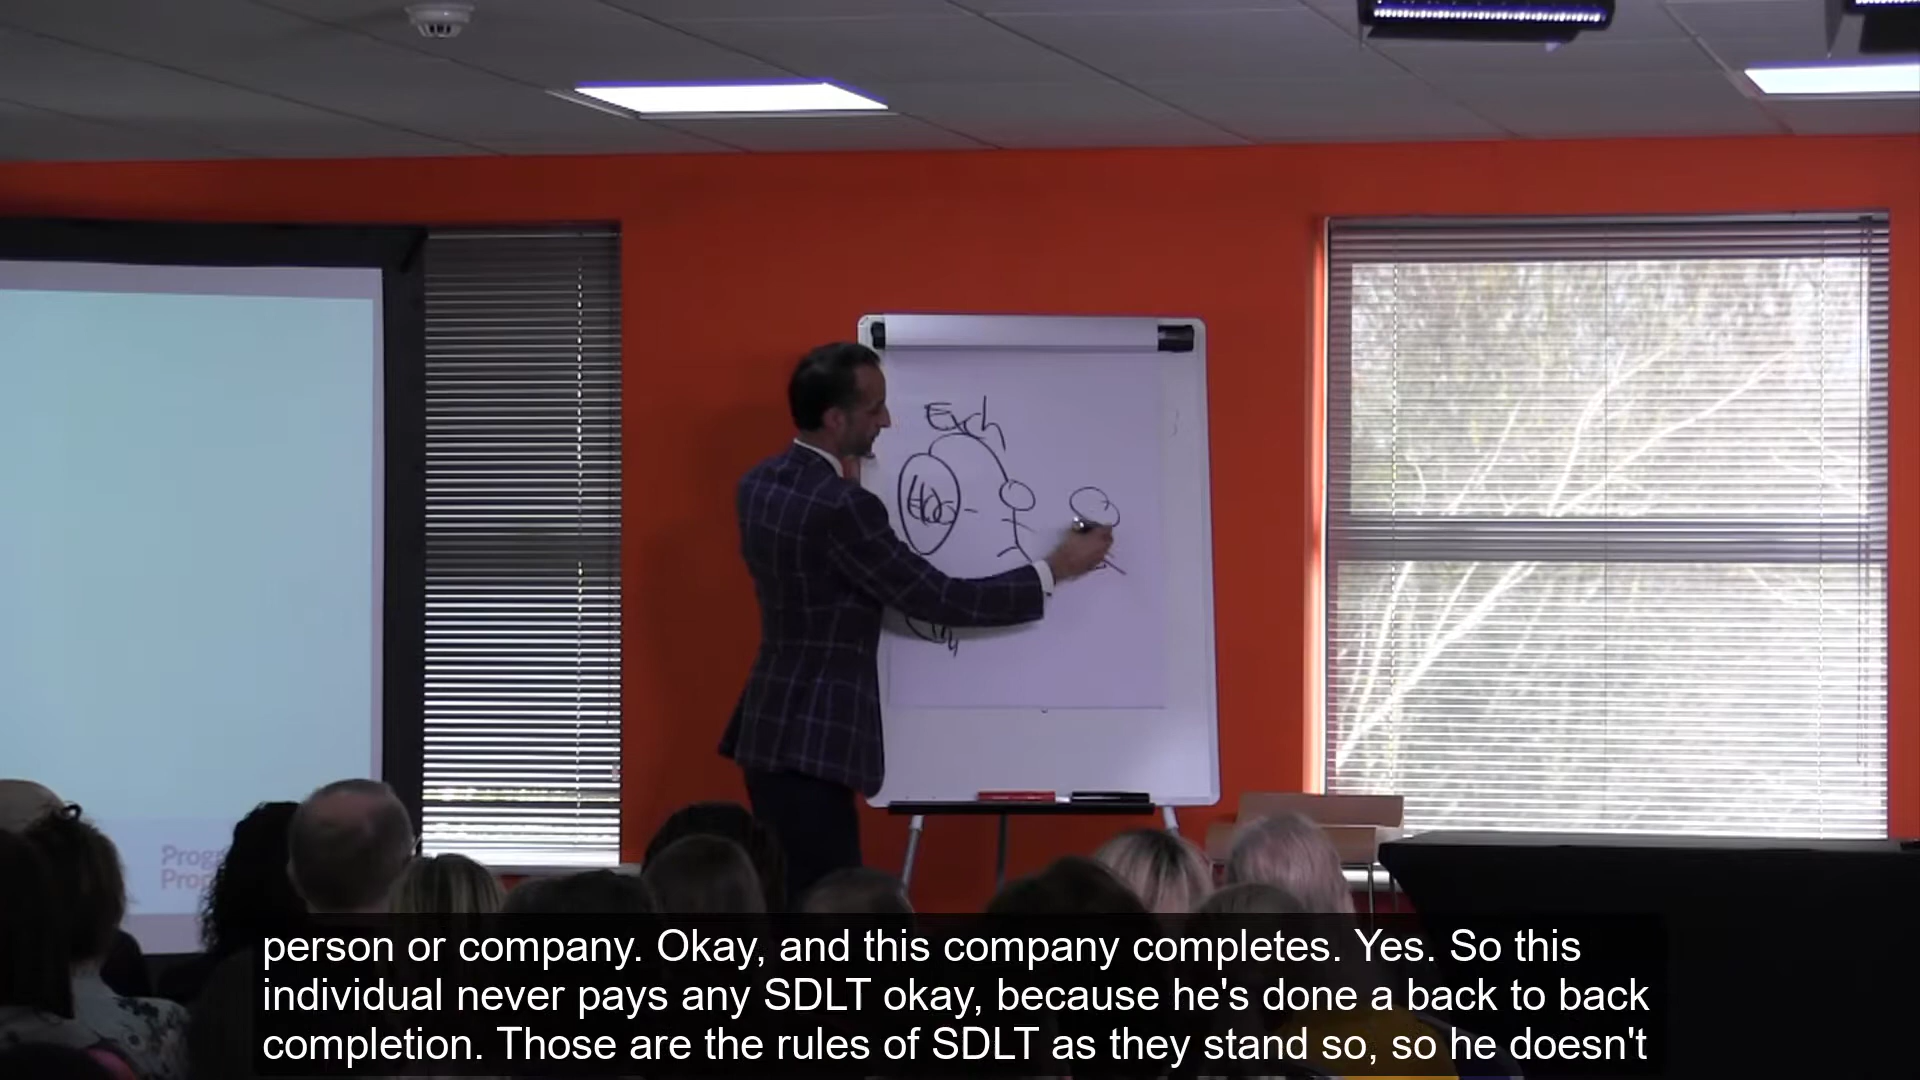 Exch
person or company. Okay, and this company completes. Yes. So this
individual never pays any SDLT okay, because he's done a back to back
completion. Those are the rules of SDLT as they stand so, so he doesn't